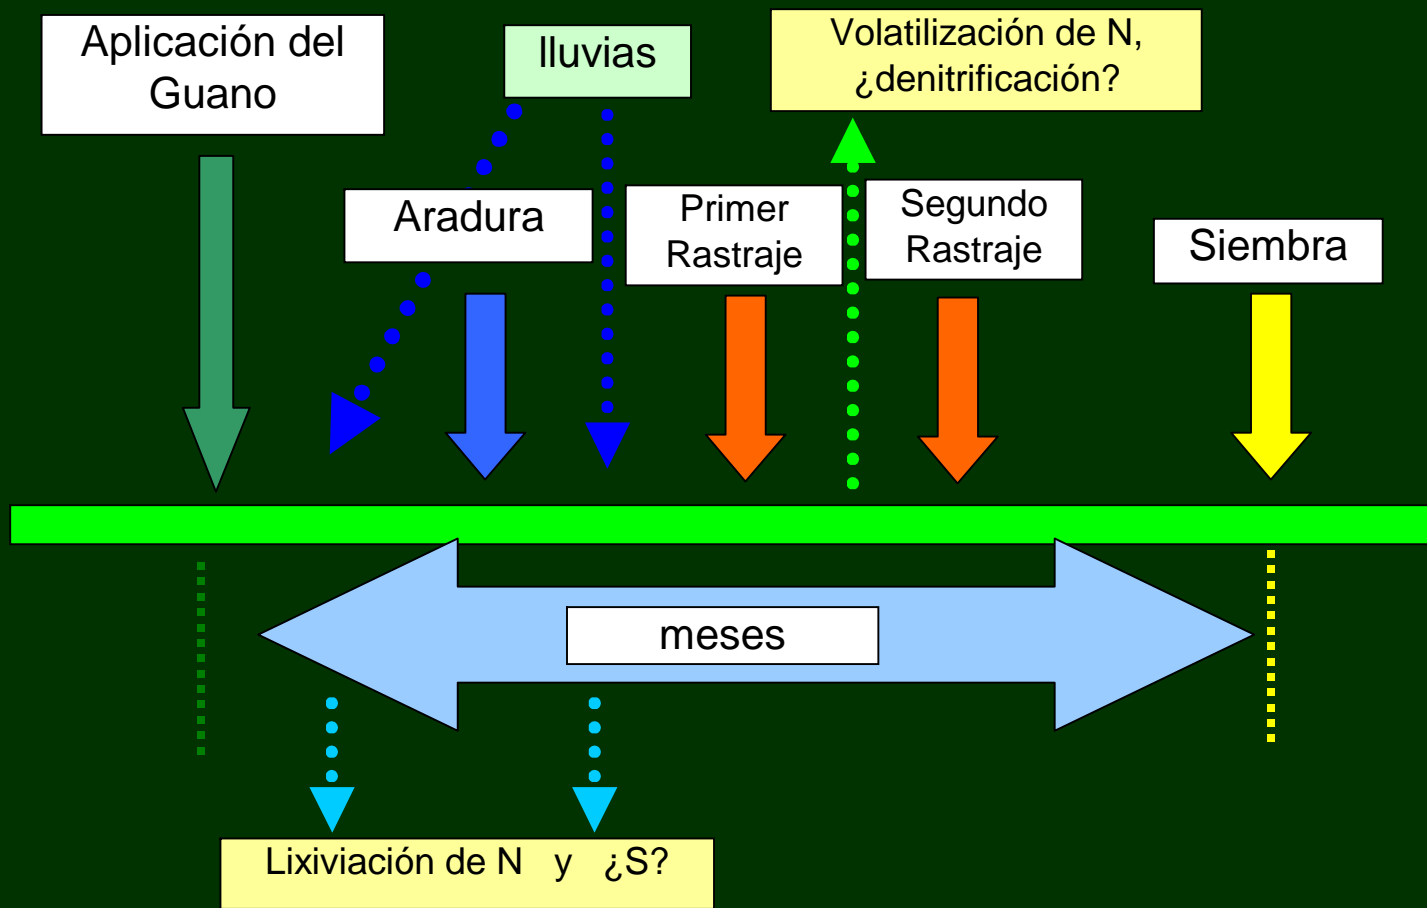 Aplicación del
Guano
lluvias
Volatilización de N,
¿denitrificación?
Aradura
Primer
Rastraje
Segundo
Rastraje
Siembra
meses
Lixiviación de N y ¿S?